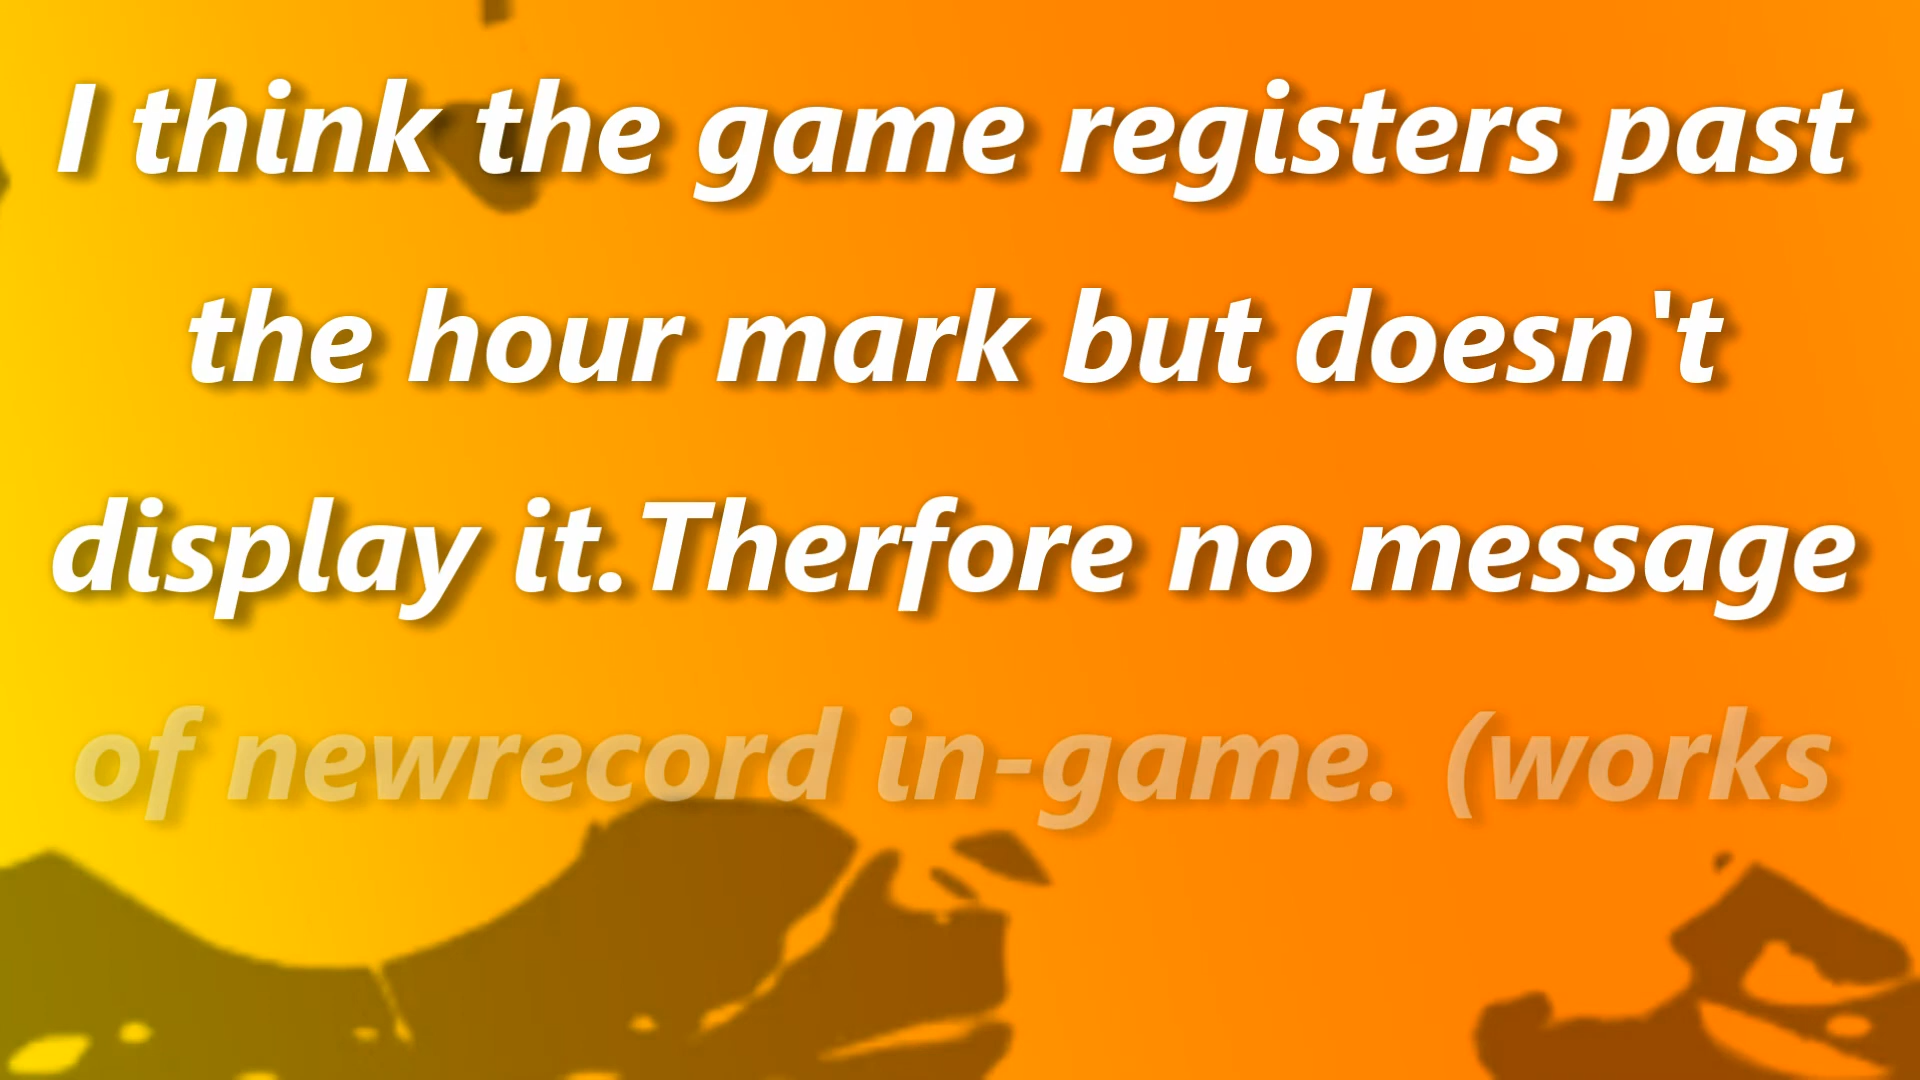 I think the game registers past
the hour mark but doesn't
display it.Therfore no message
of newrecord in-game. (works